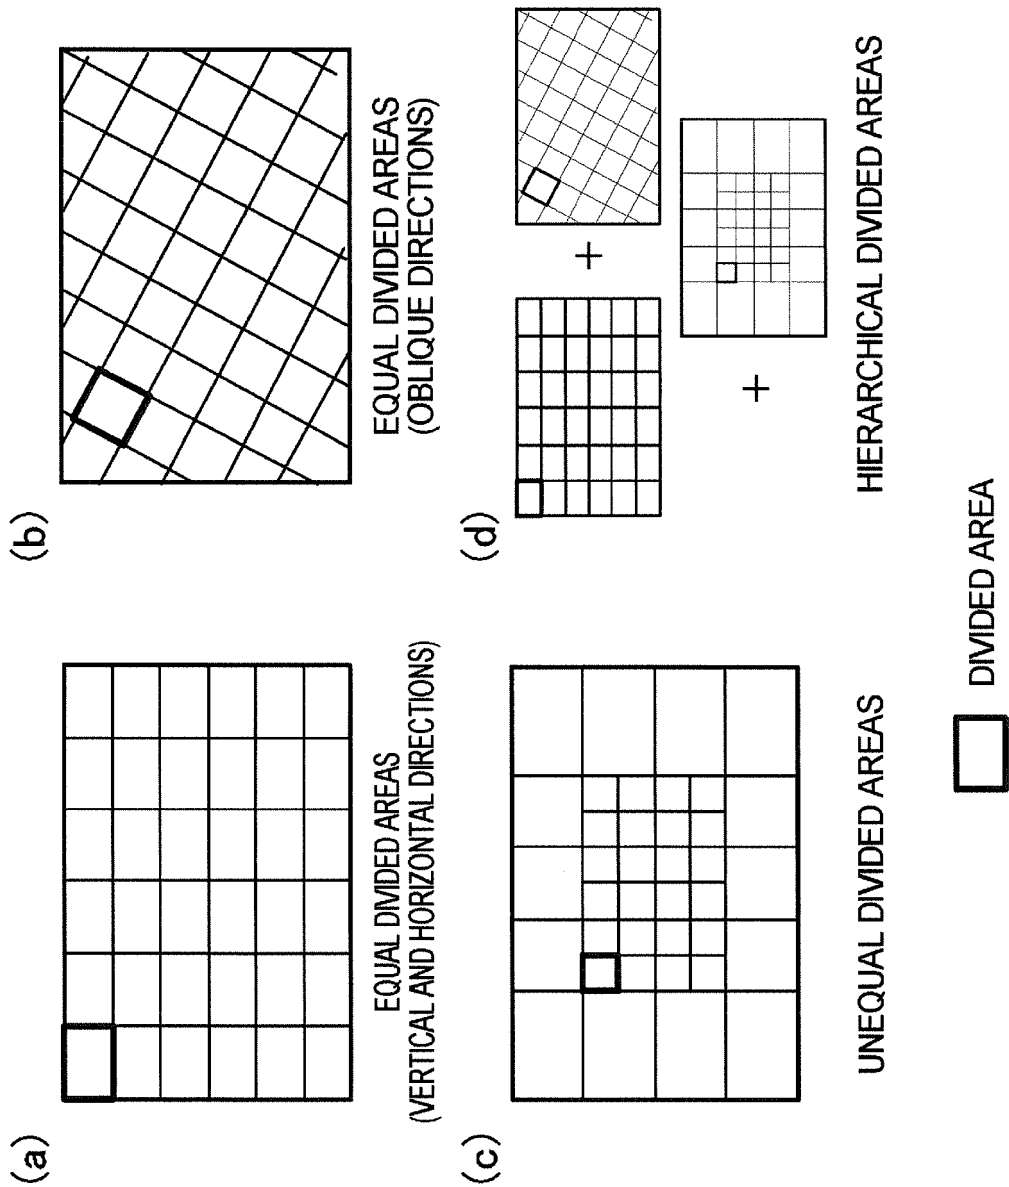 (a)
EQUAL DIVIDED AREAS
(VERTICAL AND HORIZONTAL DIRECTIONS)
(b)
EQUAL DIVIDED AREAS
(OBLIQUE DIRECTIONS)
(c)
UNEQUAL DIVIDED AREAS
(d)
+
+
HIERARCHICAL DIVIDED AREAS
DIVIDED AREA